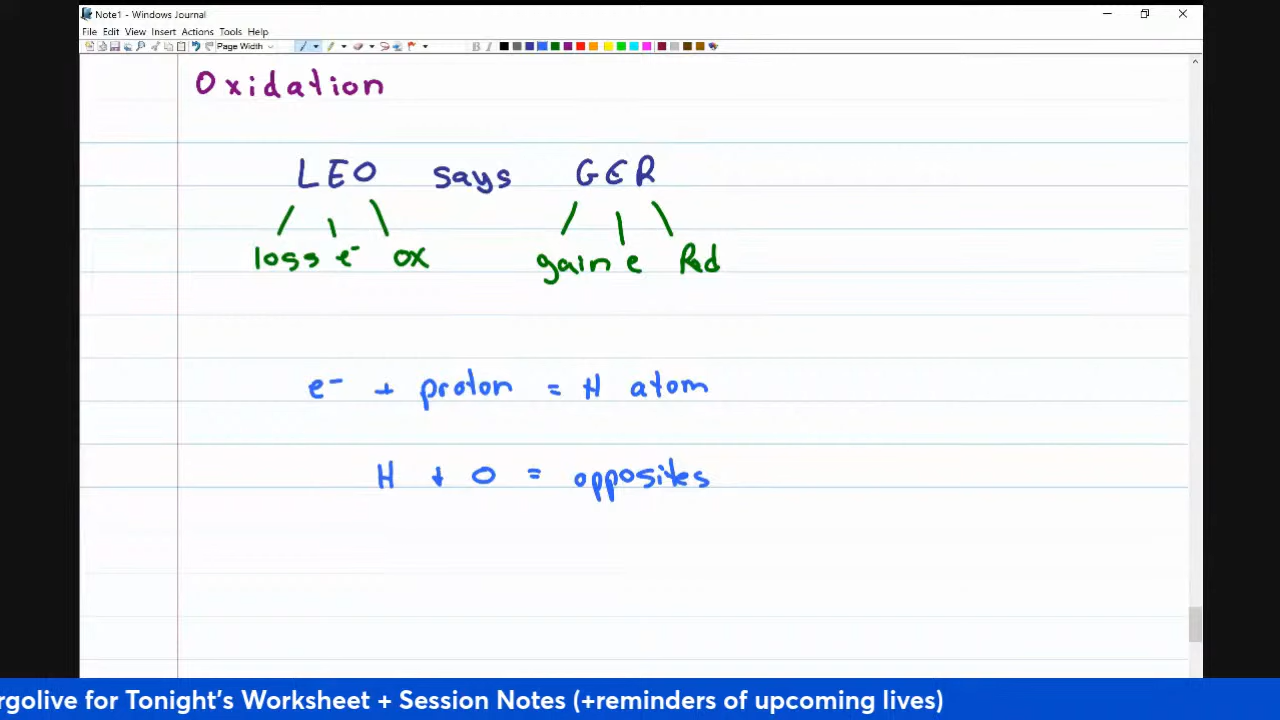 Note1 - Windows Journal
File Edit View Insert Actions Tools Help
Page Width B I
Oxidation
LEO says GER
loss e⁻ ox gain e Red
e⁻ + proton = H atom
H + O = opposites
rgolive for Tonight's Worksheet + Session Notes (+reminders of upcoming lives)